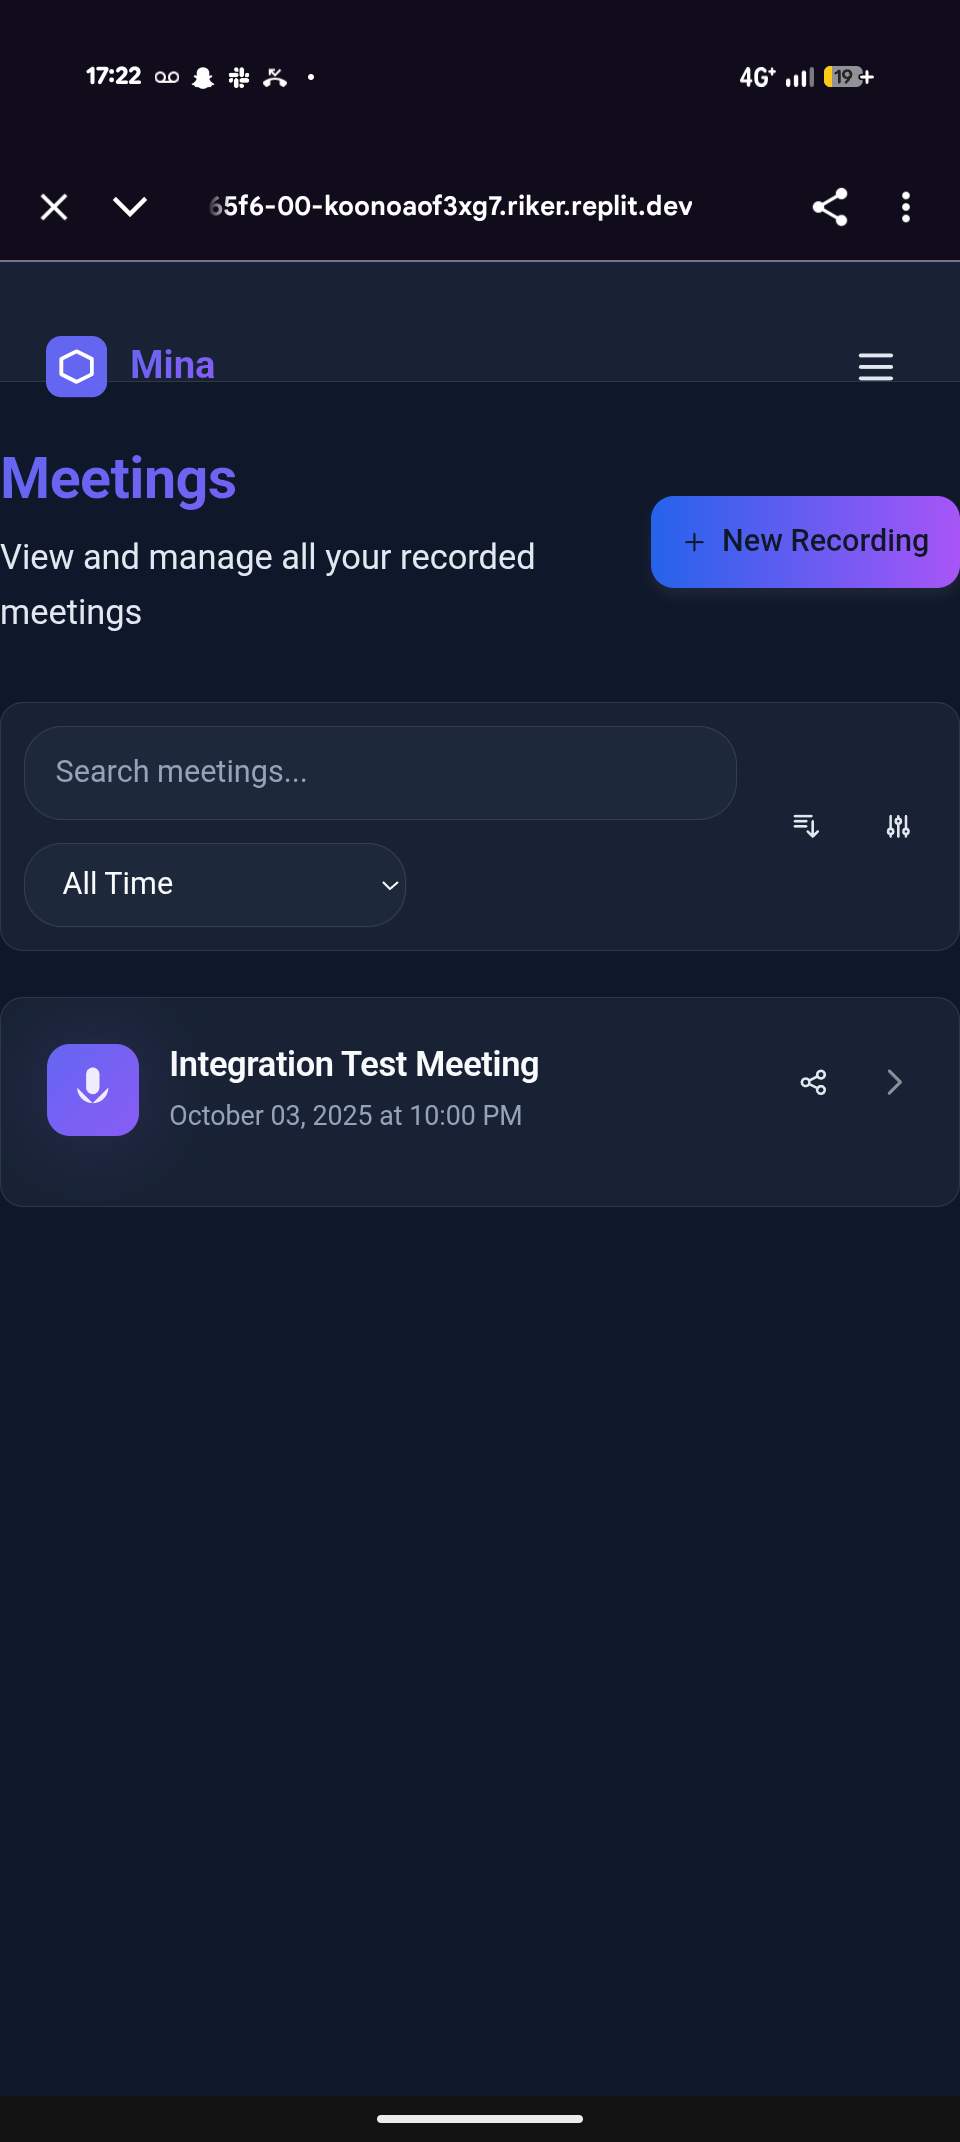 17:22
4G+
19
65f6-00-koonoaof3xg7.riker.replit.dev
Mina
Meetings
View and manage all your recorded
meetings
+ New Recording
Search meetings...
All Time
Integration Test Meeting
October 03, 2025 at 10:00 PM